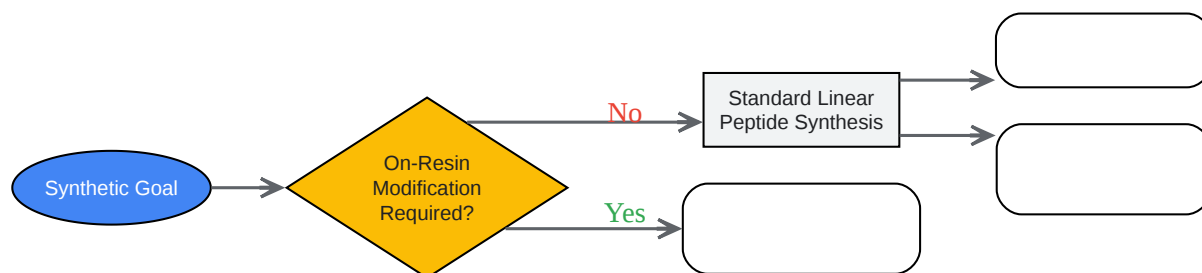 Synthetic Goal
On-Resin
Modification
Required?
No
Yes
Standard Linear
Peptide Synthesis